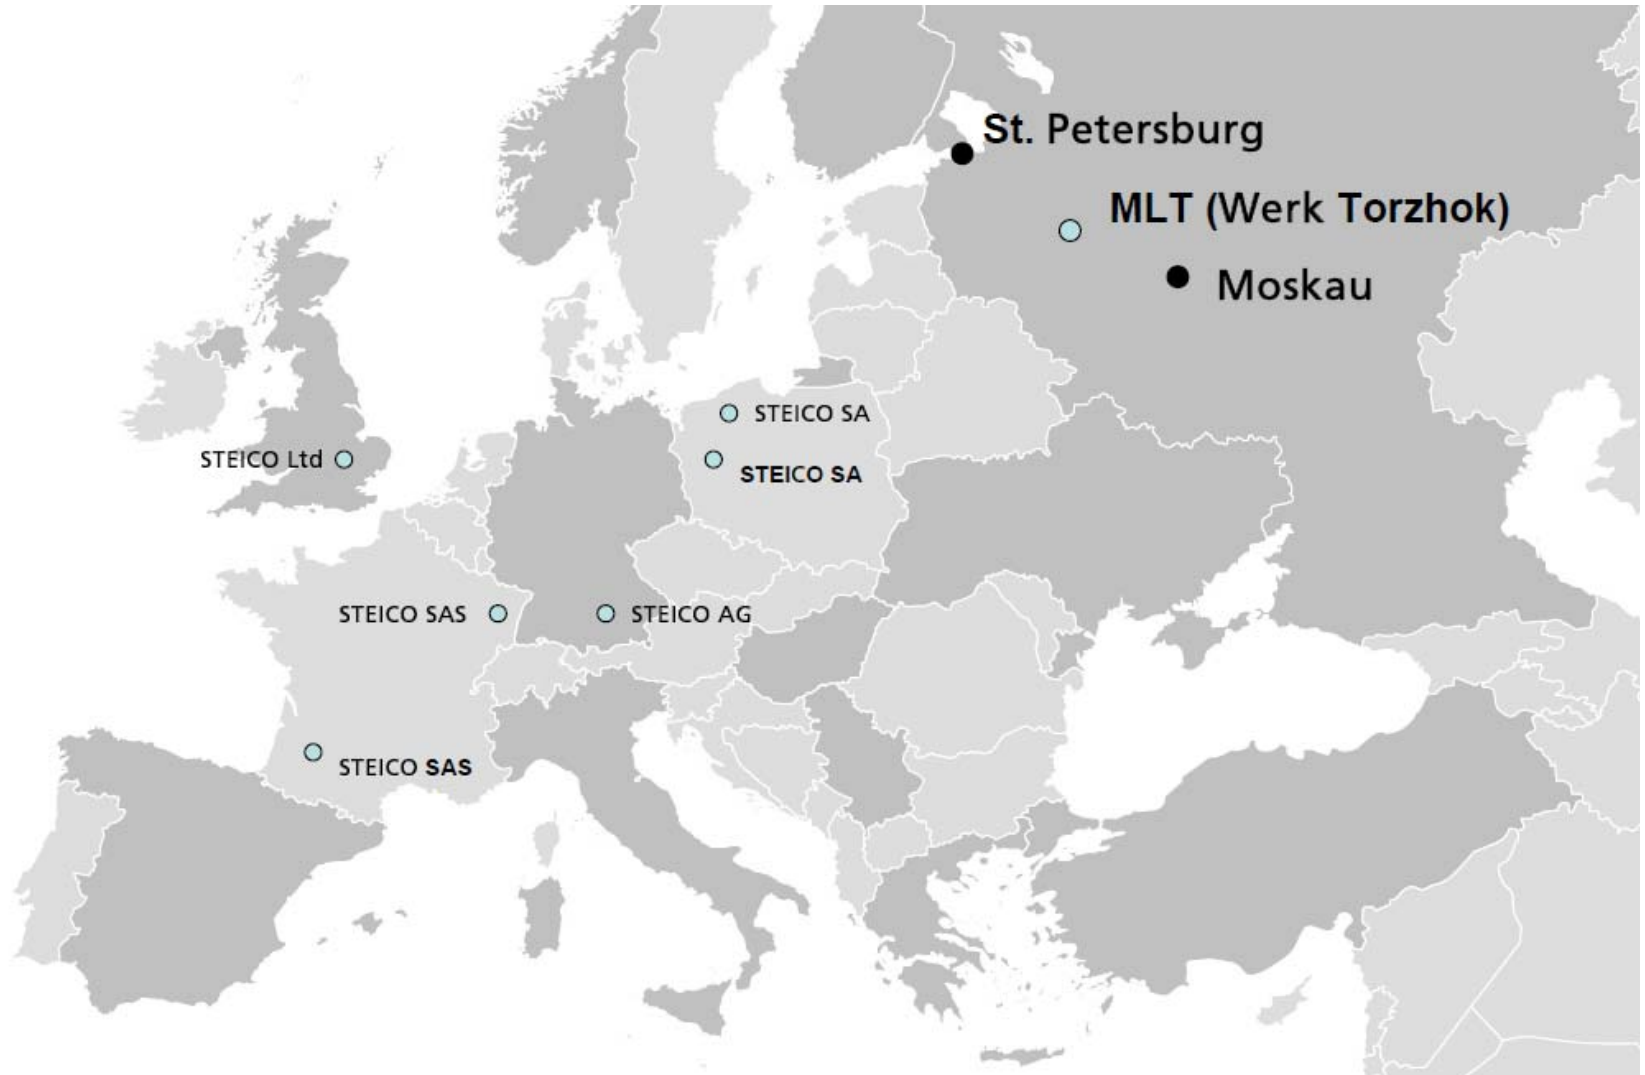 St. Petersburg
MLT (Werk Torzhok)
Moskau
STEICO SA
STEICO Ltd
STEICO SA
STEICO SAS
STEICO AG
STEICO SAS